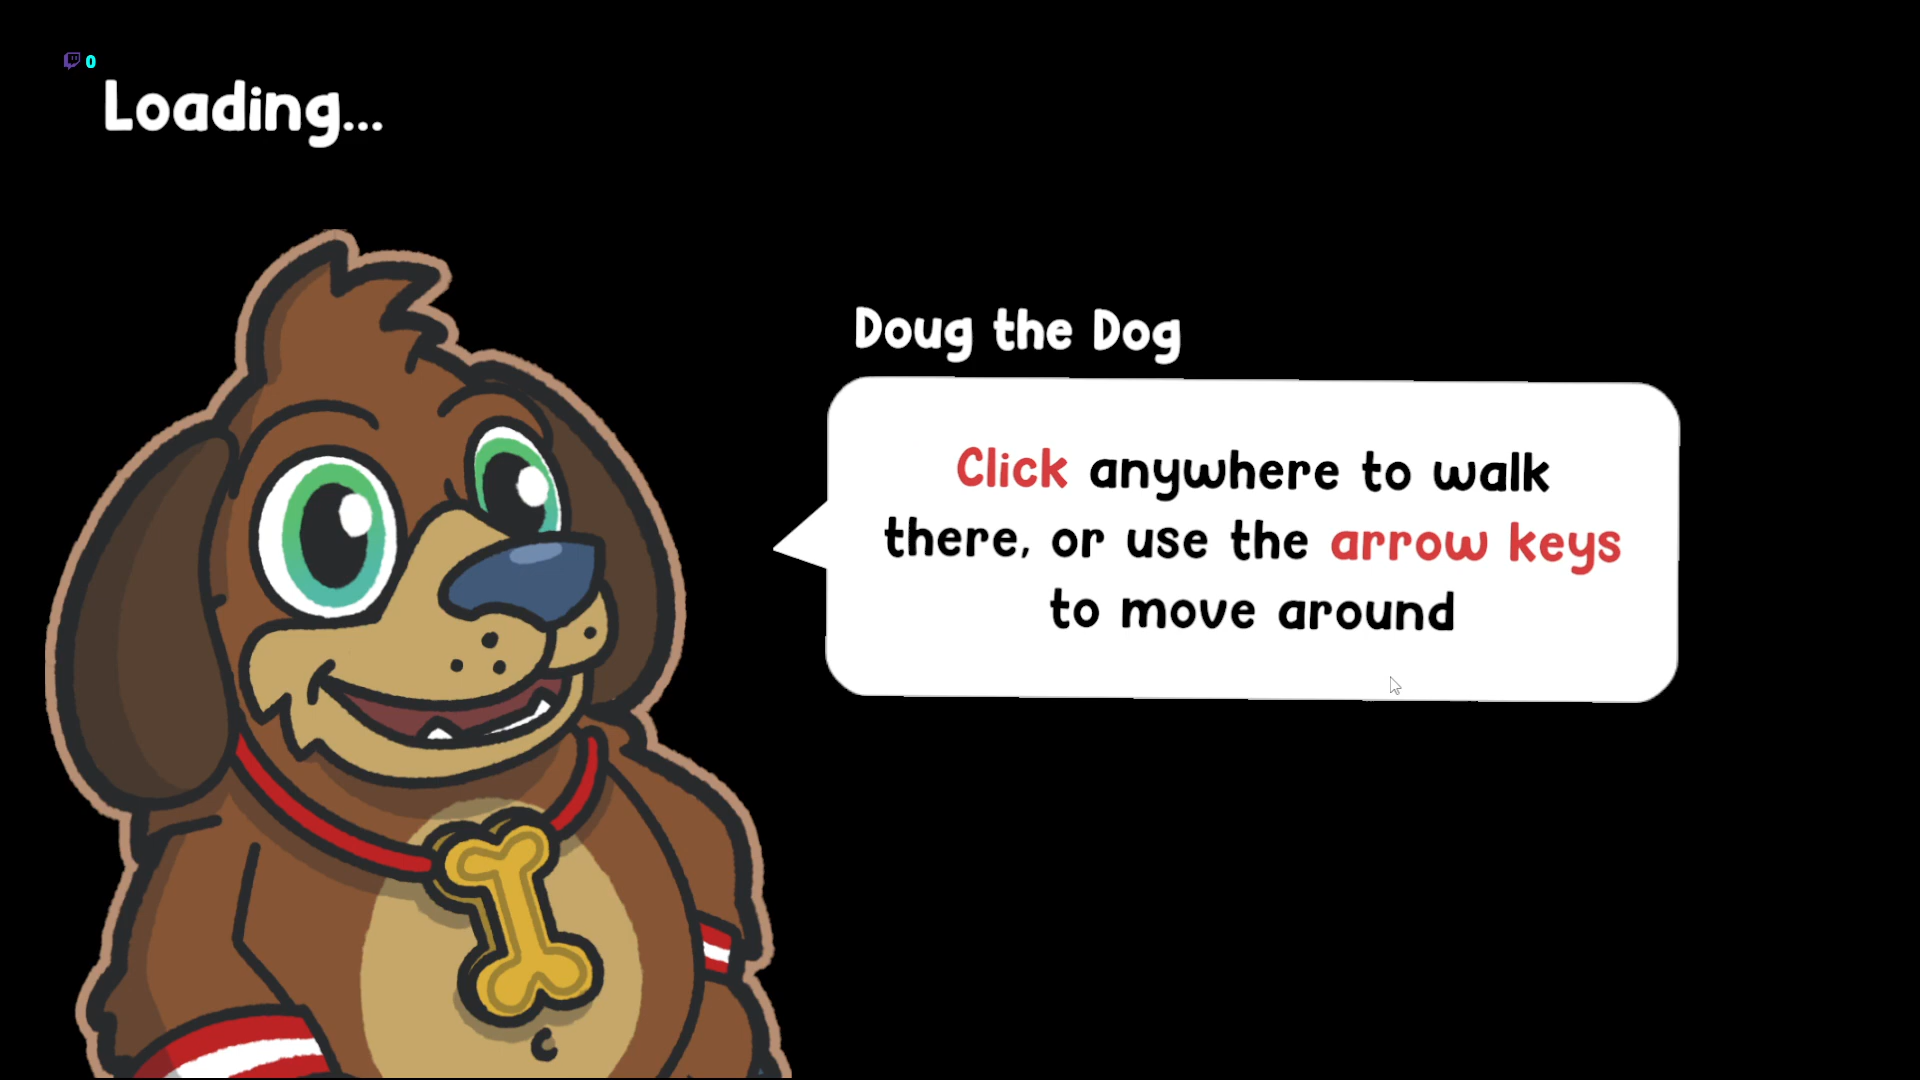 0
Loading...
Doug the Dog
Click anywhere to walk
there, or use the arrow keys
to move around